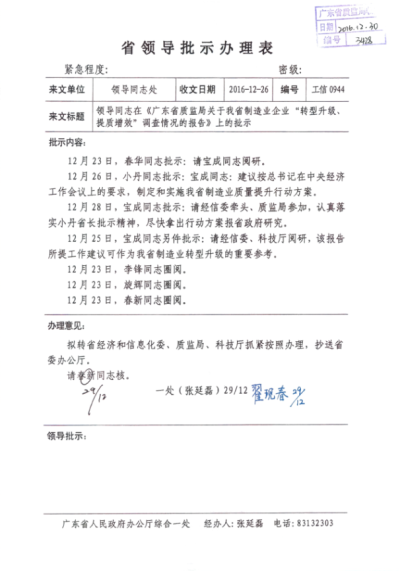 广东省质监局
日期 2016.12.30
编号 3428
省领导批示办理表
紧急程度： 密级：
来文单位 领导同志处 收文日期 2016-12-26 编号 工信0944
来文标题 领导同志在《广东省质监局关于我省制造业企业“转型升级、
提质增效”调查情况的报告》上的批示
批示内容：
12月23日，春华同志批示：请宝成同志阅研。
12月26日，小丹同志批示：宝成同志：建议按总书记在中央经济
工作会议上的要求，制定和实施我省制造业质量提升行动方案。
12月28日，宝成同志批示：请经信委牵头、质监局参加，认真落
实小丹省长批示精神，尽快拿出行动方案报省政府研究。
12月25日，宝成同志另件批示：请经信委、科技厅阅研，该报告
所提工作建议可作为我省制造业转型升级的重要参考。
12月23日，李锋同志圈阅。
12月23日，旋辉同志圈阅。
12月23日，春新同志圈阅。
办理意见：
拟转省经济和信息化委、质监局、科技厅抓紧按照办理，抄送省
委办公厅。
请春新同志核。
29/12 一处（张延磊）29/12 29/12
领导批示：
广东省人民政府办公厅综合一处 经办人：张延磊 电话：83132303